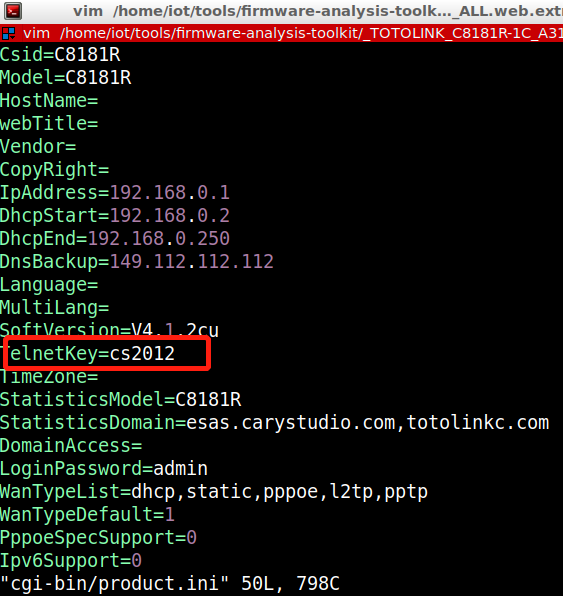 vim /home/iot/tools/firmware-analysis-toolk..._ALL.web.extr
vim /home/iot/tools/firmware-analysis-toolkit/_TOTOLINK_C8181R-1C_A31
Csid=C8181R
Model=C8181R
HostName=
webTitle=
Vendor=
CopyRight=
IpAddress=192.168.0.1
DhcpStart=192.168.0.2
DhcpEnd=192.168.0.250
DnsBackup=149.112.112.112
Language=
MultiLang=
SoftVersion=V4.1.2cu
TelnetKey=cs2012
TimeZone=
StatisticsModel=C8181R
StatisticsDomain=esas.carystudio.com,totolinkc.com
DomainAccess=
LoginPassword=admin
WanTypeList=dhcp,static,pppoe,l2tp,pptp
WanTypeDefault=1
PppoeSpecSupport=0
Ipv6Support=0
"cgi-bin/product.ini" 50L, 798C